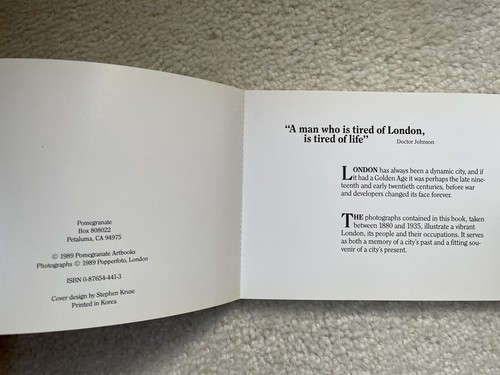 Pomegranate
Box 808022
Petaluma, CA 94975
© 1989 Pomegranate Artbooks
Photographs © 1989 Popperfoto, London
ISBN 0-87654-441-3
Cover design by Stephen Kruse
Printed in Korea
“A man who is tired of London,
is tired of life”
Doctor Johnson
LONDON has always been a dynamic city, and if
it had a Golden Age it was perhaps the late nine-
teenth and early twentieth centuries, before war
and developers changed its face forever.
THE photographs contained in this book, taken
between 1880 and 1935, illustrate a vibrant
London, its people and their occupations. It serves
as both a memory of a city's past and a fitting sou-
venir of a city's present.